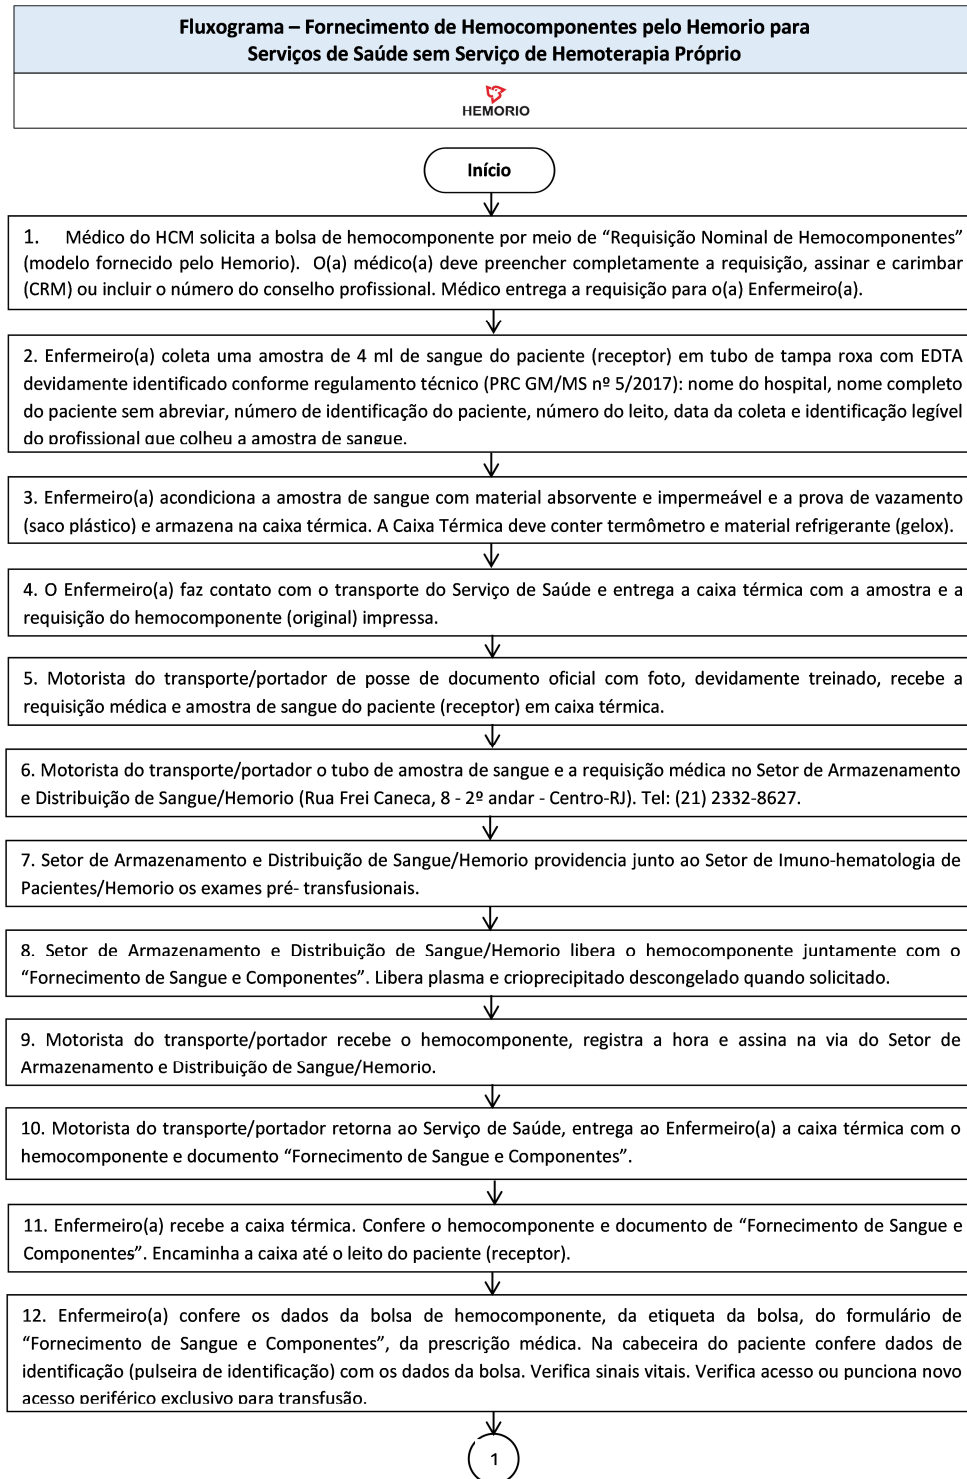 Fluxograma – Fornecimento de Hemocomponentes pelo Hemorio para
Serviços de Saúde sem Serviço de Hemoterapia Próprio
HEMORIO
Início
1. Médico do HCM solicita a bolsa de hemocomponente por meio de “Requisição Nominal de Hemocomponentes”
(modelo fornecido pelo Hemorio). O(a) médico(a) deve preencher completamente a requisição, assinar e carimbar
(CRM) ou incluir o número do conselho profissional. Médico entrega a requisição para o(a) Enfermeiro(a).
2. Enfermeiro(a) coleta uma amostra de 4 ml de sangue do paciente (receptor) em tubo de tampa roxa com EDTA
devidamente identificado conforme regulamento técnico (PRC GM/MS nº 5/2017): nome do hospital, nome completo
do paciente sem abreviar, número de identificação do paciente, número do leito, data da coleta e identificação legível
do profissional que colheu a amostra de sangue.
3. Enfermeiro(a) acondiciona a amostra de sangue com material absorvente e impermeável e a prova de vazamento
(saco plástico) e armazena na caixa térmica. A Caixa Térmica deve conter termômetro e material refrigerante (gelox).
4. O Enfermeiro(a) faz contato com o transporte do Serviço de Saúde e entrega a caixa térmica com a amostra e a
requisição do hemocomponente (original) impressa.
5. Motorista do transporte/portador de posse de documento oficial com foto, devidamente treinado, recebe a
requisição médica e amostra de sangue do paciente (receptor) em caixa térmica.
6. Motorista do transporte/portador o tubo de amostra de sangue e a requisição médica no Setor de Armazenamento
e Distribuição de Sangue/Hemorio (Rua Frei Caneca, 8 - 2º andar - Centro-RJ). Tel: (21) 2332-8627.
7. Setor de Armazenamento e Distribuição de Sangue/Hemorio providencia junto ao Setor de Imuno-hematologia de
Pacientes/Hemorio os exames pré- transfusionais.
8. Setor de Armazenamento e Distribuição de Sangue/Hemorio libera o hemocomponente juntamente com o
“Fornecimento de Sangue e Componentes”. Libera plasma e crioprecipitado descongelado quando solicitado.
9. Motorista do transporte/portador recebe o hemocomponente, registra a hora e assina na via do Setor de
Armazenamento e Distribuição de Sangue/Hemorio.
10. Motorista do transporte/portador retorna ao Serviço de Saúde, entrega ao Enfermeiro(a) a caixa térmica com o
hemocomponente e documento “Fornecimento de Sangue e Componentes”.
11. Enfermeiro(a) recebe a caixa térmica. Confere o hemocomponente e documento de “Fornecimento de Sangue e
Componentes”. Encaminha a caixa até o leito do paciente (receptor).
12. Enfermeiro(a) confere os dados da bolsa de hemocomponente, da etiqueta da bolsa, do formulário de
“Fornecimento de Sangue e Componentes”, da prescrição médica. Na cabeceira do paciente confere dados de
identificação (pulseira de identificação) com os dados da bolsa. Verifica sinais vitais. Verifica acesso ou punciona novo
acesso periférico exclusivo para transfusão.
1